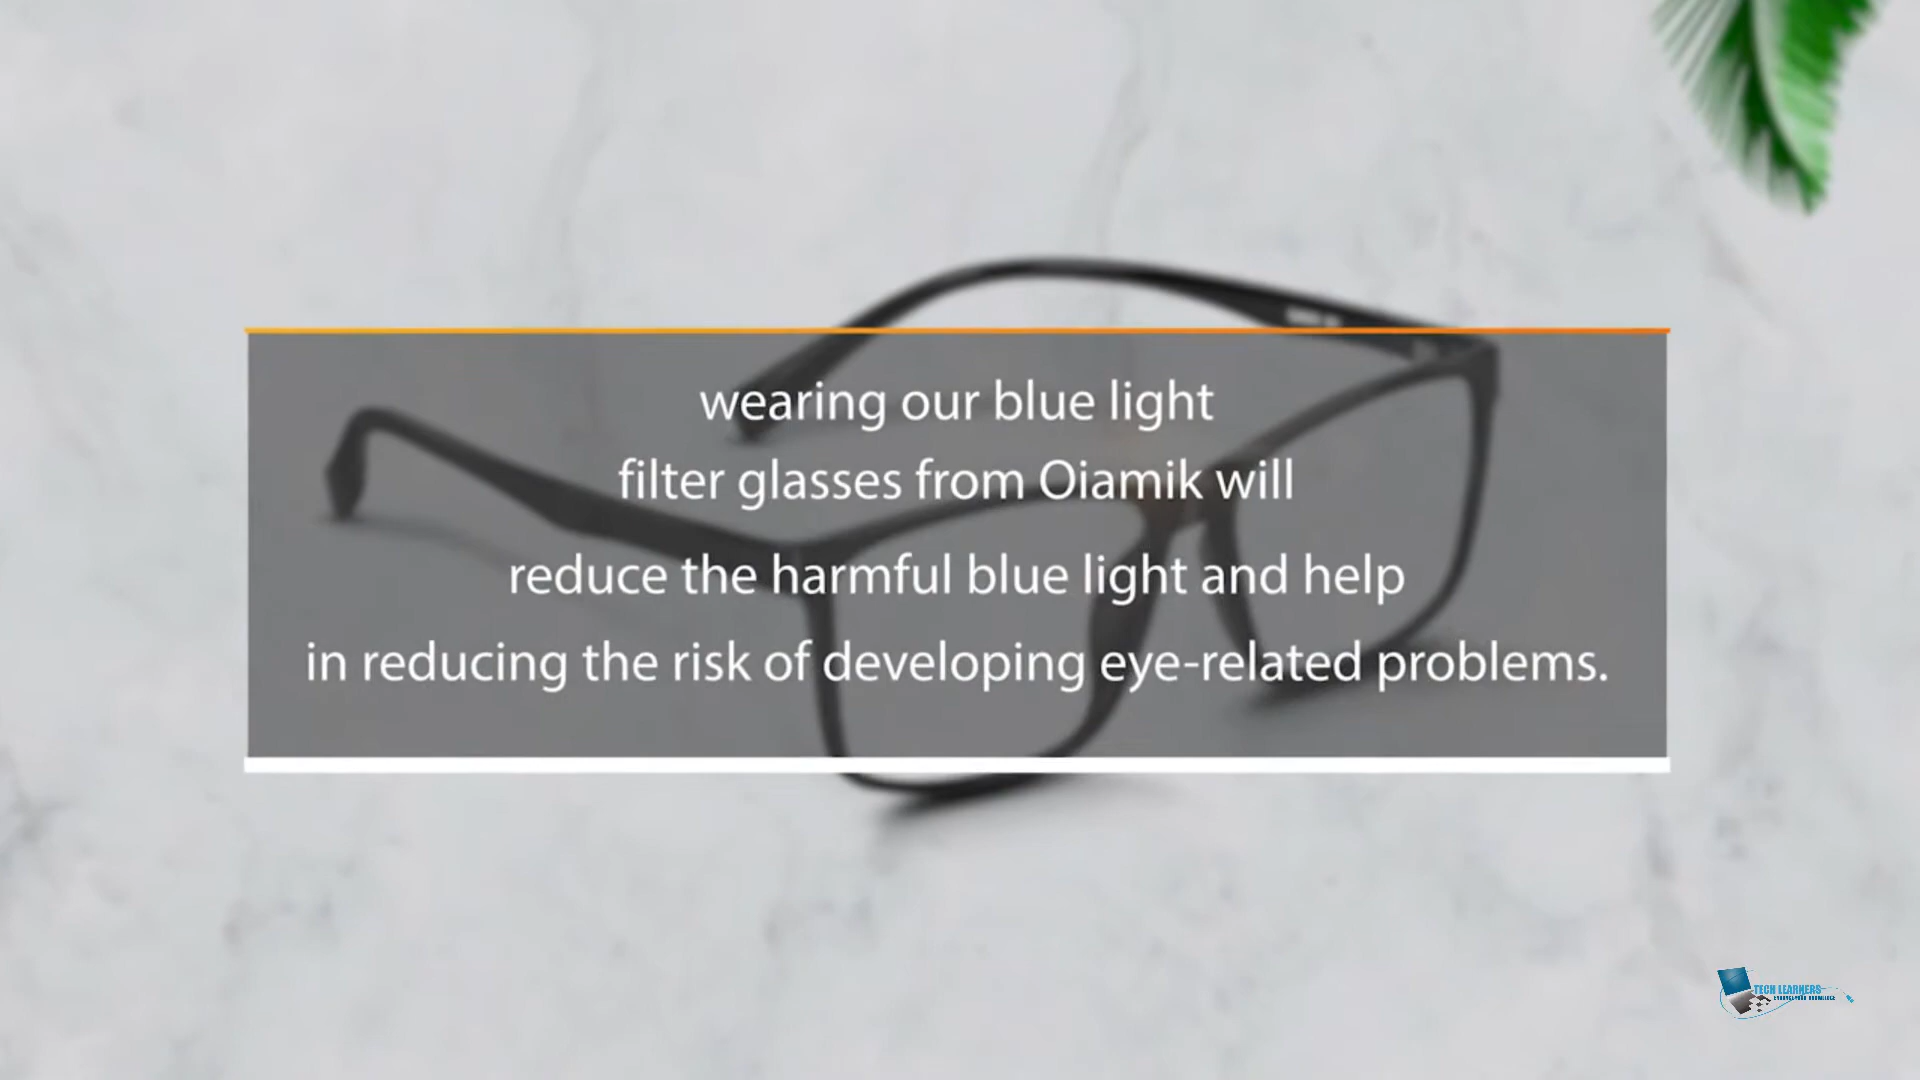 wearing our blue light
filter glasses from Oiamik will
reduce the harmful blue light and help
in reducing the risk of developing eye-related problems.
TECH LEARNERS